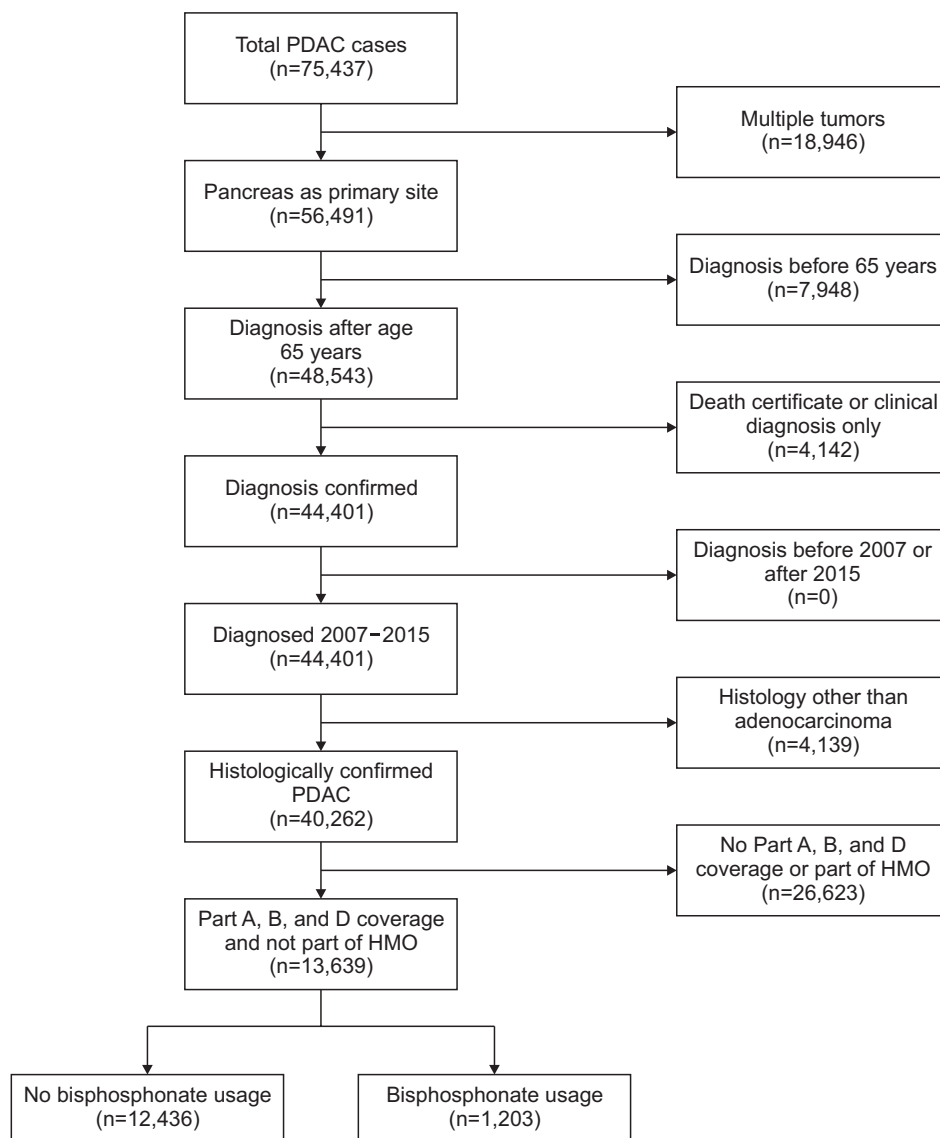 Total PDAC cases
(n=75,437)
Multiple tumors
(n=18,946)
Pancreas as primary site
(n=56,491)
Diagnosis before 65 years
(n=7,948)
Diagnosis after age
65 years
(n=48,543)
Death certificate or clinical
diagnosis only
(n=4,142)
Diagnosis confirmed
(n=44,401)
Diagnosis before 2007 or
after 2015
(n=0)
Diagnosed 2007−2015
(n=44,401)
Histology other than
adenocarcinoma
(n=4,139)
Histologically confirmed
PDAC
(n=40,262)
No Part A, B, and D
coverage or part of HMO
(n=26,623)
Part A, B, and D coverage
and not part of HMO
(n=13,639)
No bisphosphonate usage
(n=12,436)
Bisphosphonate usage
(n=1,203)